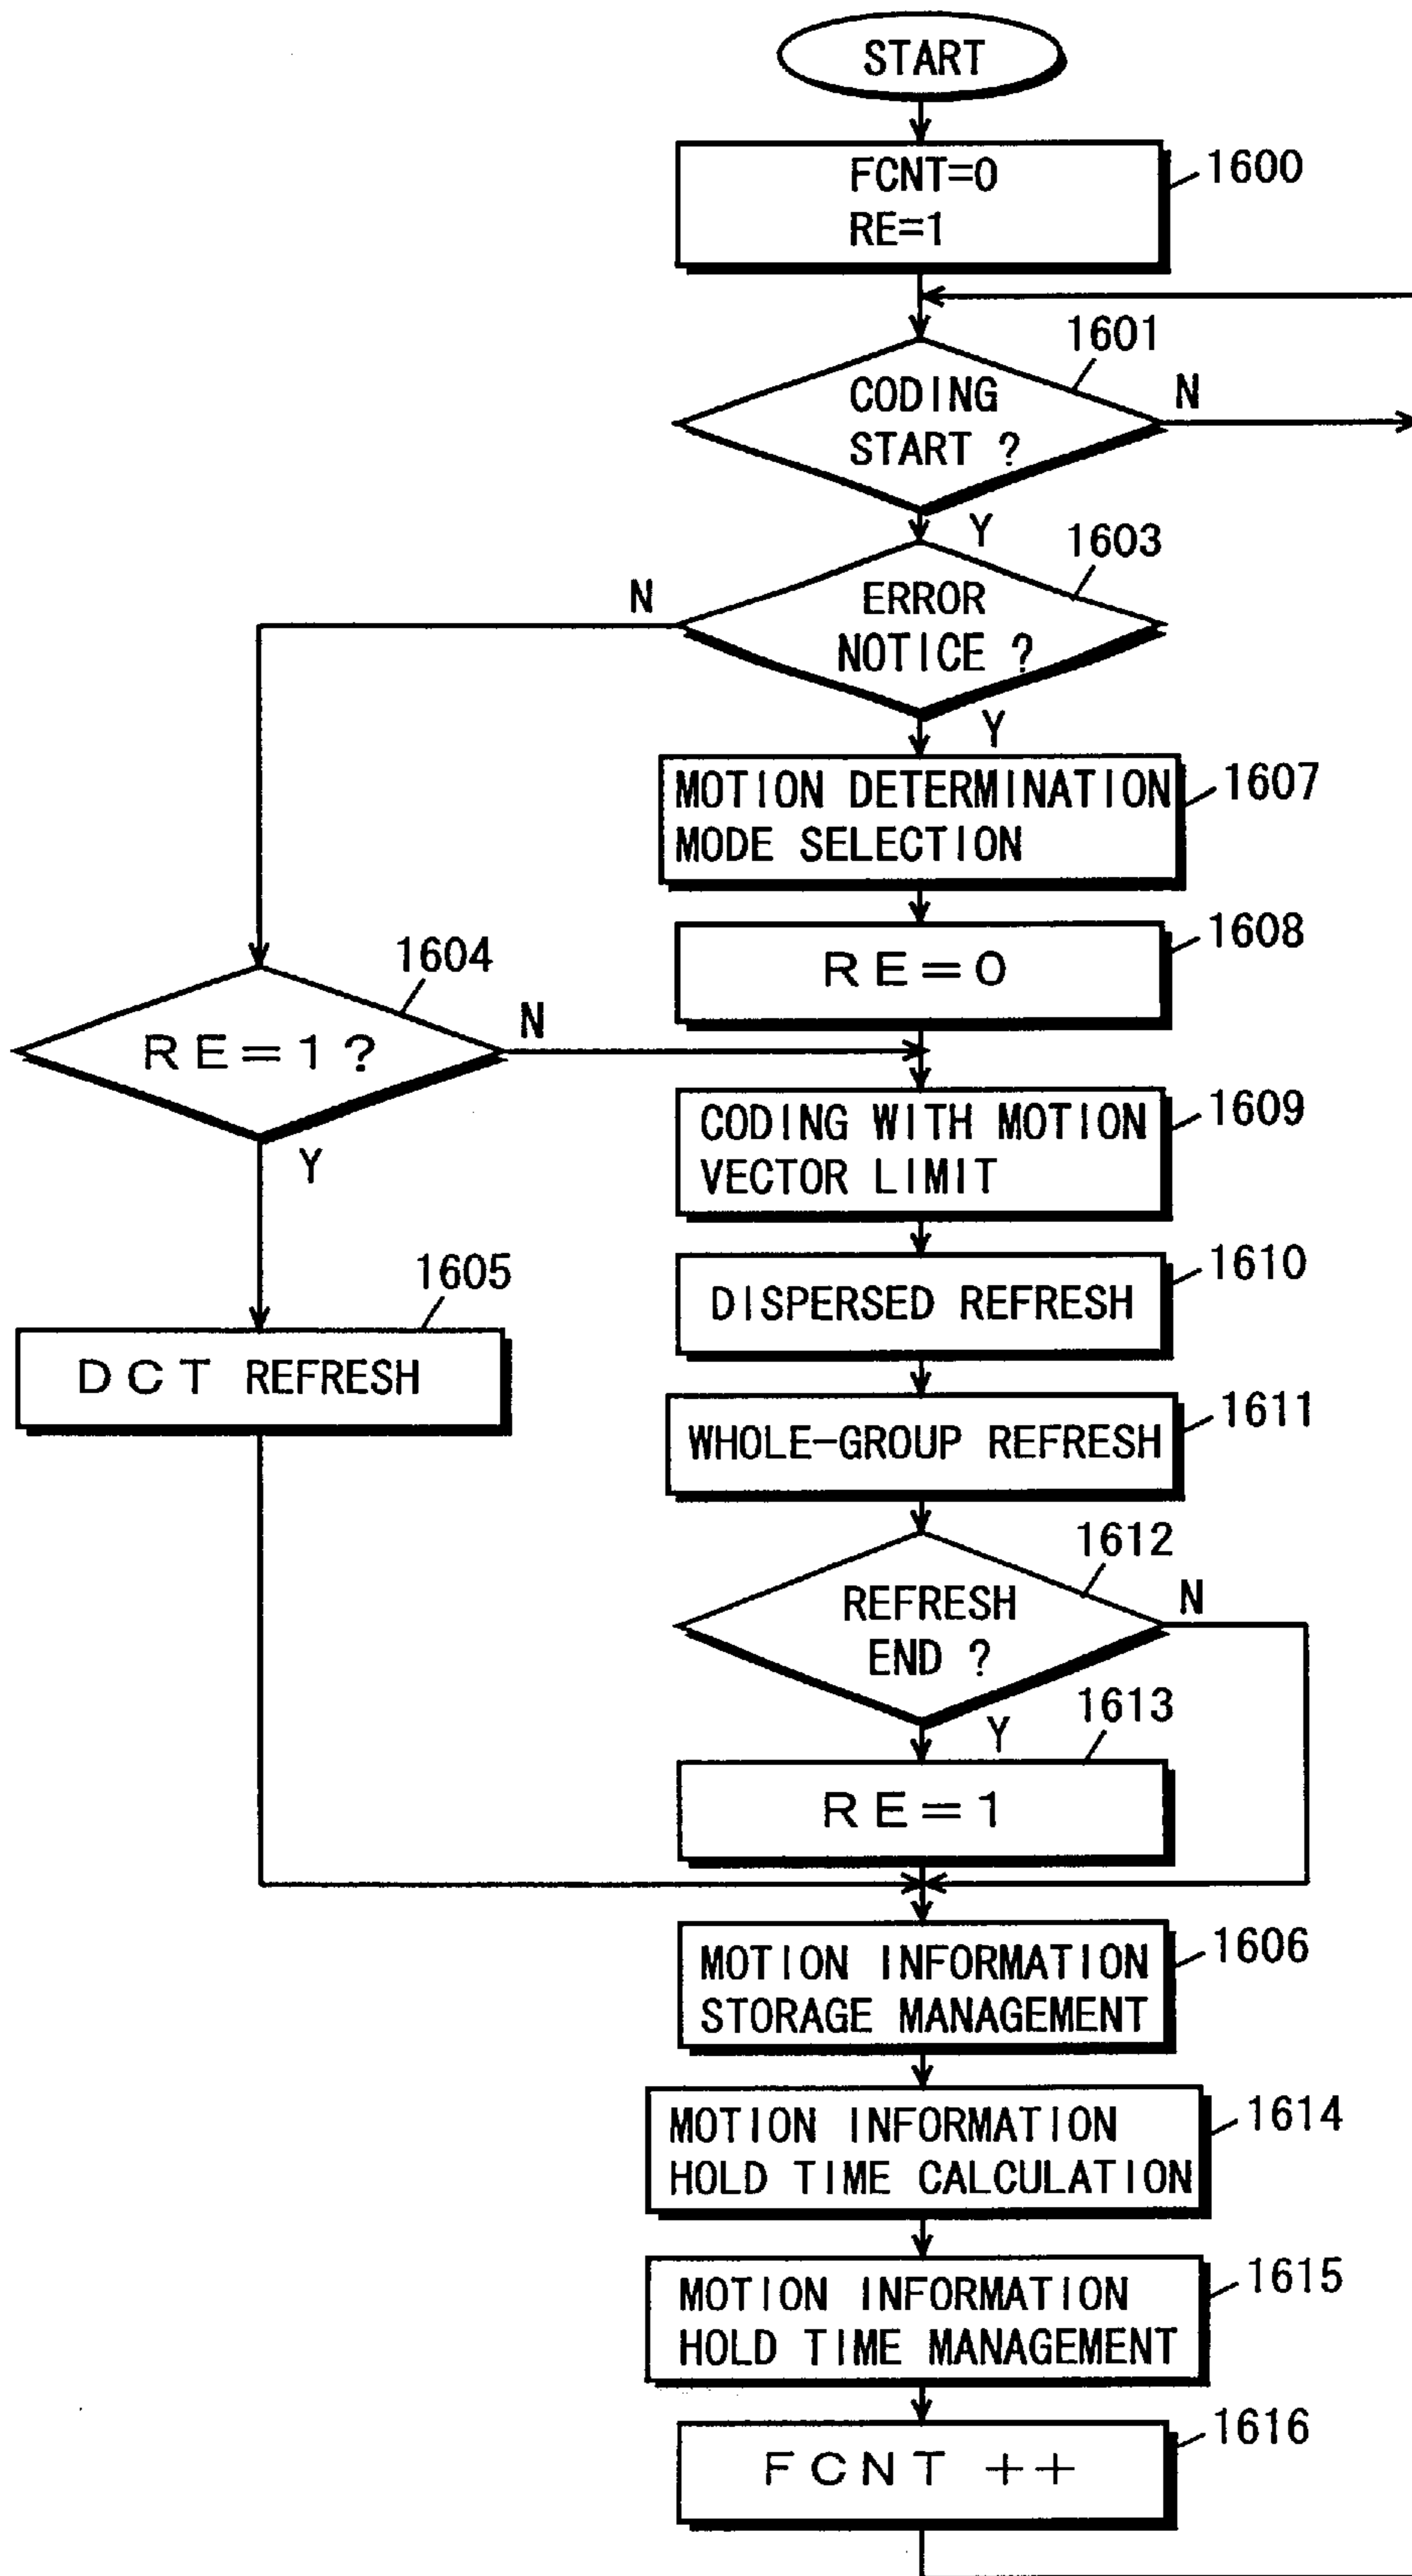 START
FCNT=0
RE=1
1600
1601
CODING
START ?
N
Y
1603
ERROR
NOTICE ?
N
Y
MOTION DETERMINATION
MODE SELECTION
1607
RE=0
1608
1604
RE=1?
N
Y
CODING WITH MOTION
VECTOR LIMIT
1609
1605
DCT REFRESH
DISPERSED REFRESH
1610
WHOLE-GROUP REFRESH
1611
1612
REFRESH
END ?
N
Y
1613
RE=1
MOTION INFORMATION
STORAGE MANAGEMENT
1606
MOTION INFORMATION
HOLD TIME CALCULATION
1614
MOTION INFORMATION
HOLD TIME MANAGEMENT
1615
FCNT ++
1616